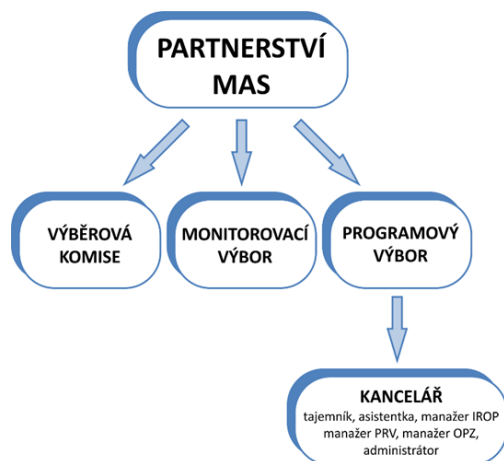 PARTNERSTVÍ
MAS
VÝBĚROVÁ
KOMISE
MONITOROVACÍ
VÝBOR
PROGRAMOVÝ
VÝBOR
KANCELÁŘ
tajemník, asistentka, manažer IROP
manažer PRV, manažer OPZ,
administrátor